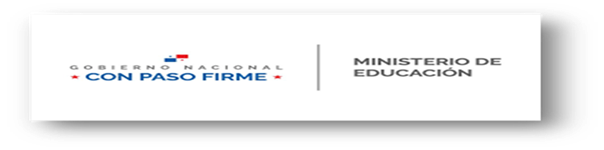 GOBIERNO NACIONAL
CON PASO FIRME
MINISTERIO DE
EDUCACIÓN